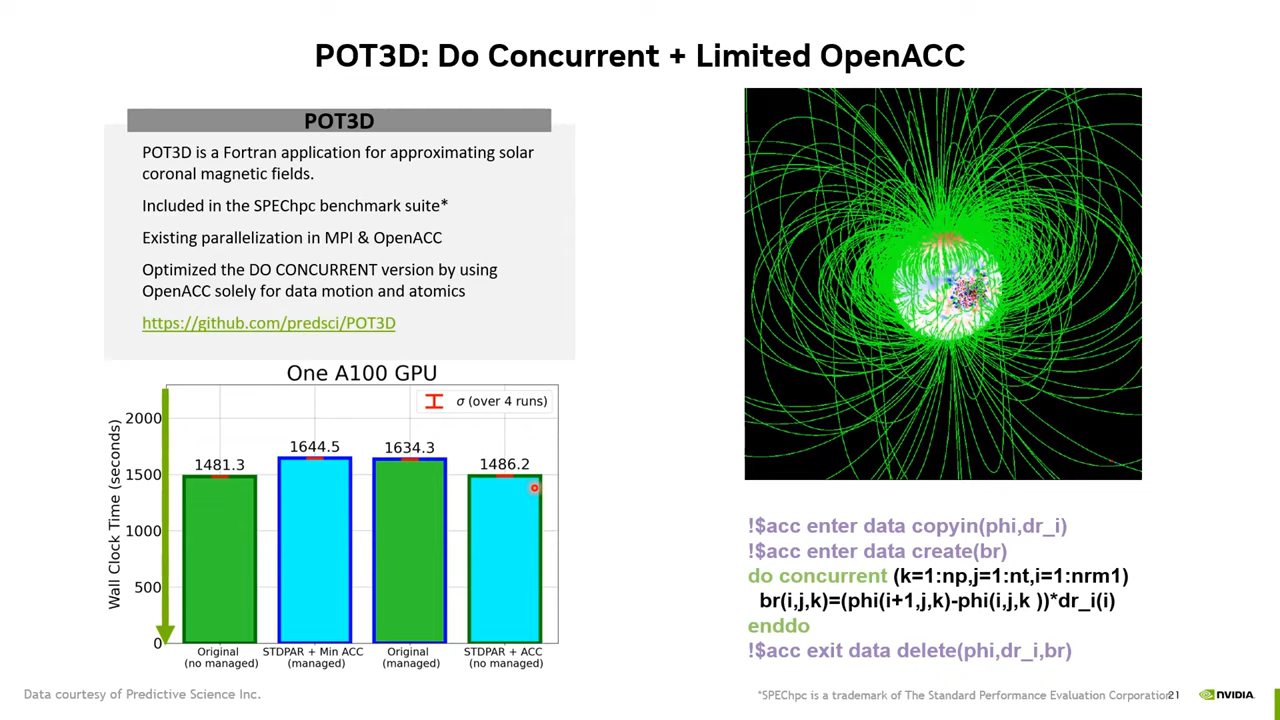 POT3D: Do Concurrent + Limited OpenACC
POT3D
POT3D is a Fortran application for approximating solar
coronal magnetic fields.
Included in the SPEChpc benchmark suite*
Existing parallelization in MPI & OpenACC
Optimized the DO CONCURRENT version by using
OpenACC solely for data motion and atomics
https://github.com/predsci/POT3D
One A100 GPU
σ (over 4 runs)
Wall Clock Time (seconds)
2000
1500
1000
500
0
1481.3
1644.5
1634.3
1486.2
Original
(no managed)
STDPAR + Min ACC
(managed)
Original
(managed)
STDPAR + ACC
(no managed)
!$acc enter data copyin(phi,dr_i)
!$acc enter data create(br)
do concurrent (k=1:np,j=1:nt,i=1:nrm1)
br(i,j,k)=(phi(i+1,j,k)-phi(i,j,k ))*dr_i(i)
enddo
!$acc exit data delete(phi,dr_i,br)
Data courtesy of Predictive Science Inc.
*SPEChpc is a trademark of The Standard Performance Evaluation Corporation
21
NVIDIA.